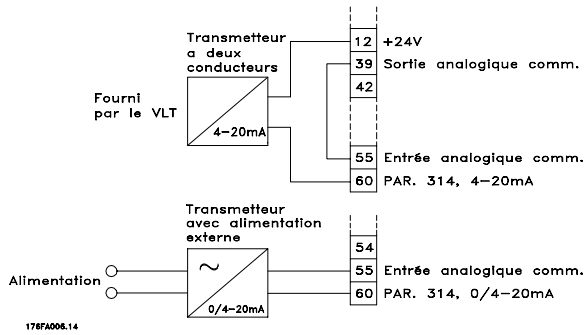 Transmetteur
a deux
conducteurs
Fourni
par le VLT
4-20mA
12 +24V
39 Sortie analogique comm.
42
55 Entrée analogique comm.
60 PAR. 314, 4-20mA
Transmetteur
avec alimentation
externe
Alimentation
~
0/4-20mA
54
55 Entrée analogique comm.
60 PAR. 314, 0/4-20mA
176FA006.14